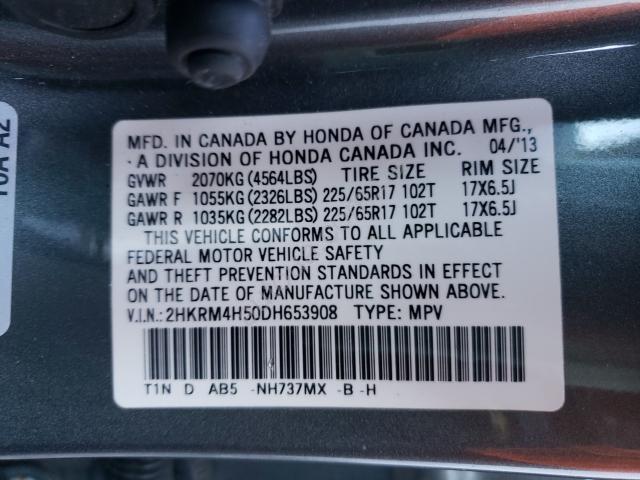 MFD. IN CANADA BY HONDA OF CANADA MFG.,
A DIVISION OF HONDA CANADA INC. 04/'13
GVWR 2070KG (4564LBS) TIRE SIZE RIM SIZE
GAWR F 1055KG (2326LBS) 225/65R17 102T 17X6.5J
GAWR R 1035KG (2282LBS) 225/65R17 102T 17X6.5J
THIS VEHICLE CONFORMS TO ALL APPLICABLE
FEDERAL MOTOR VEHICLE SAFETY
AND THEFT PREVENTION STANDARDS IN EFFECT
ON THE DATE OF MANUFACTURE SHOWN ABOVE.
V.I.N.: 2HKRM4H50DH653908 TYPE: MPV
T1N D AB5 -NH737MX -B -H